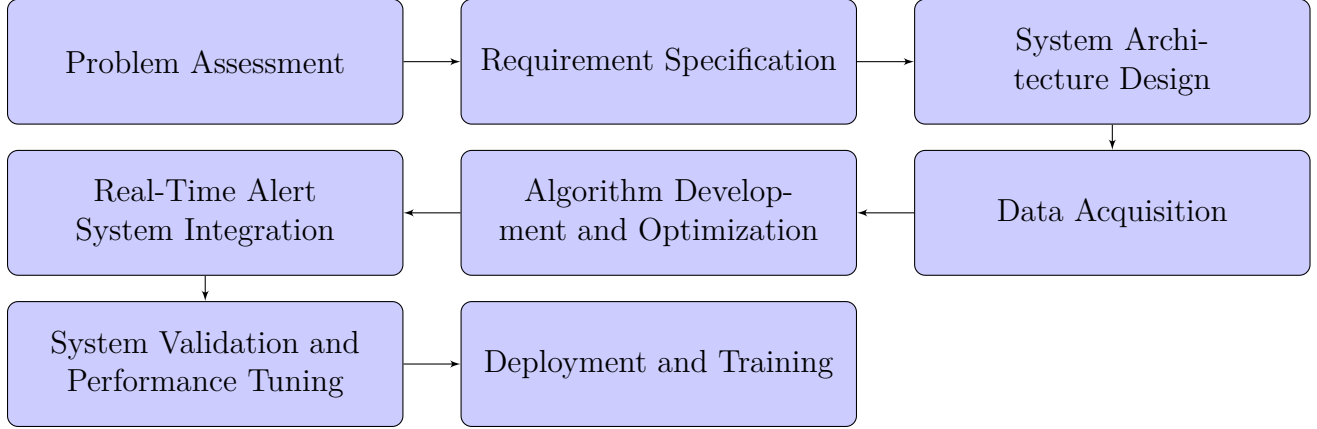 Problem Assessment
Requirement Specification
System Archi-
tecture Design
Real-Time Alert
System Integration
Algorithm Develop-
ment and Optimization
Data Acquisition
System Validation and
Performance Tuning
Deployment and Training